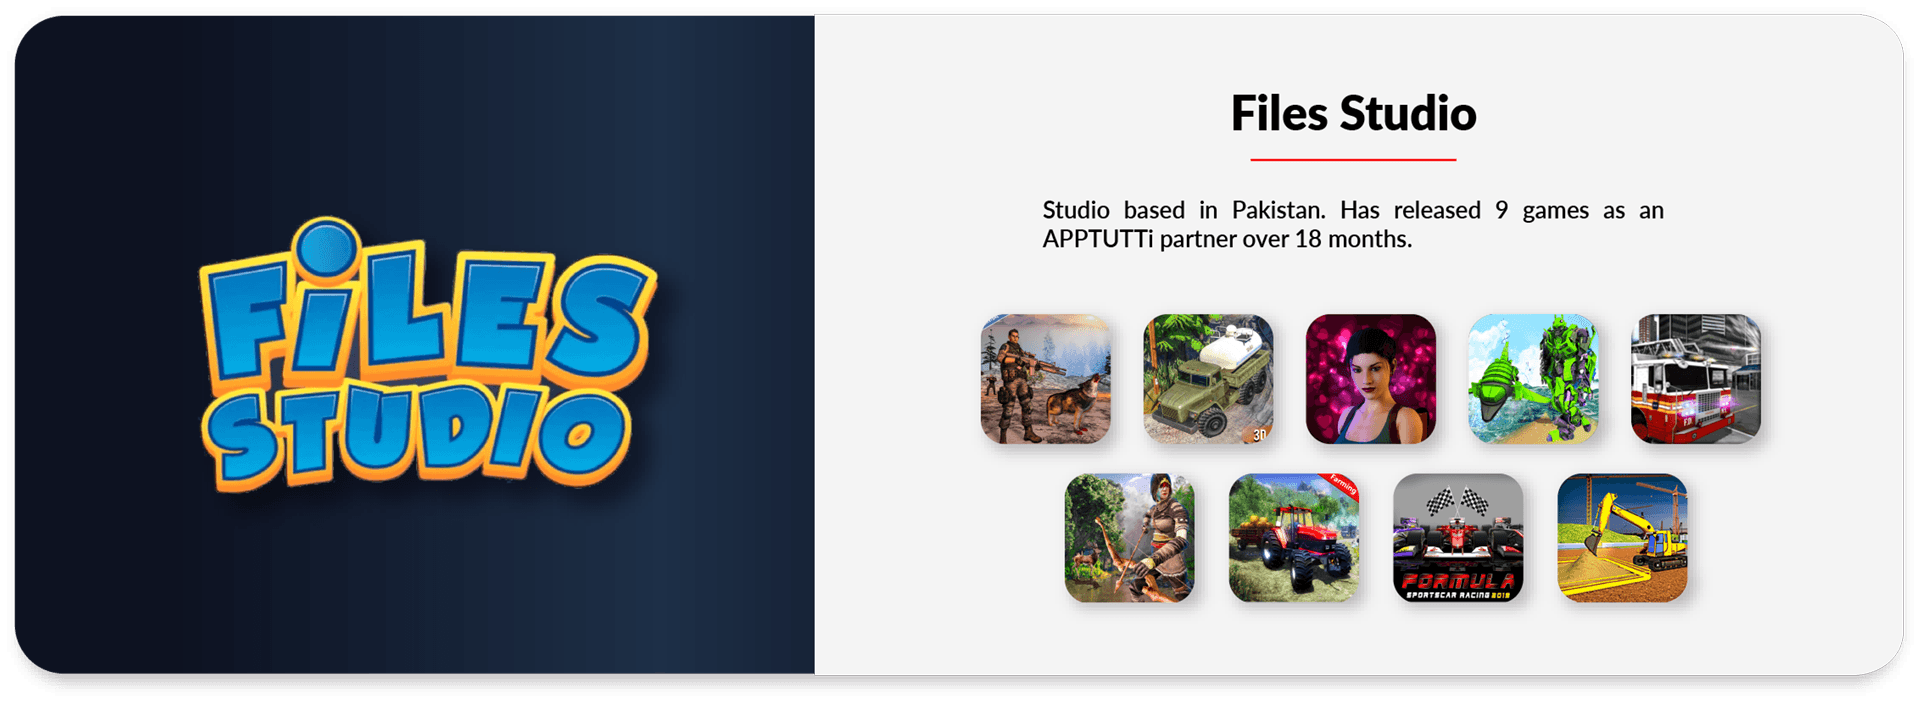 FiLES
STUDIO
Files Studio
Studio based in Pakistan. Has released 9 games as an
APPTUTTi partner over 18 months.
3D
F.D.
Farming
FORMULA
SPORTSCAR RACING 2019